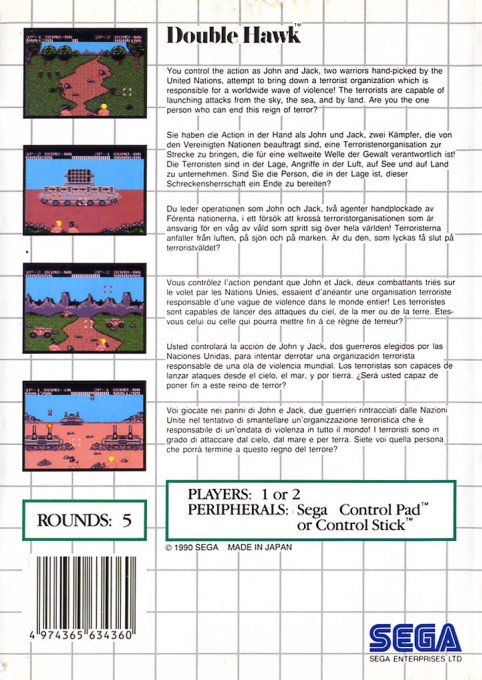 Double Hawk™
You control the action as John and Jack, two warriors hand-picked by the
United Nations, attempt to bring down a terrorist organization which is
responsible for a worldwide wave of violence! The terrorists are capable of
launching attacks from the sky, the sea, and by land. Are you the one
person who can end this reign of terror?
Sie haben die Action in der Hand als John und Jack, zwei Kämpfer, die von
den Vereinigten Nationen beauftragt sind, eine Terroristenorganisation zur
Strecke zu bringen, die für eine weltweite Welle der Gewalt verantwortlich ist!
Die Terroristen sind in der Lage, Angriffe in der Luft, auf See und auf Land
zu unternehmen. Sind Sie die Person, die in der Lage ist, dieser
Schreckensherrschaft ein Ende zu bereiten?
Du leder operationen som John och Jack, två agenter handplockade av
Förenta nationerna, i ett försök att krossa terroristorganisationen som är
ansvarig för en våg av våld som spritt sig över hela världen! Terroristerna
anfaller från luften, på sjön och på marken. Är du den, som lyckas få slut på
terroristväldet?
Vous contrôlez l'action pendant que John et Jack, deux combattants triés sur
le volet par les Nations Unies, essaient d'anéantir une organisation terroriste
responsable d'une vague de violence dans le monde entier! Les terroristes
sont capables de lancer des attaques du ciel, de la mer ou de la terre. Etes-
vous celui ou celle qui pourra mettre fin à ce règne de terreur?
Usted controlará la acción de John y Jack, dos guerreros elegidos por las
Naciones Unidas, para intentar derrotar una organización terrorista
responsable de una ola de violencia mundial. Los terroristas son capaces de
lanzar ataques desde el cielo, el mar, y por tierra. ¿Será usted capaz de
poner fin a este reino de terror?
Voi giocate nei panni di John e Jack, due guerrieri rintracciati dalle Nazioni
Unite nel tentativo di smantellare un'organizzazione terroristica che è
responsabile di un'ondata di violenza in tutto il mondo! I terroristi sono in
grado di attaccare dal cielo, dal mare e per terra. Siete voi quella persona
che porrà termine a questo regno del terrore?
ROUNDS: 5
PLAYERS: 1 or 2
PERIPHERALS: Sega Control Pad™
or Control Stick™
© 1990 SEGA MADE IN JAPAN
4 974365 634360
SEGA
SEGA ENTERPRISES LTD.